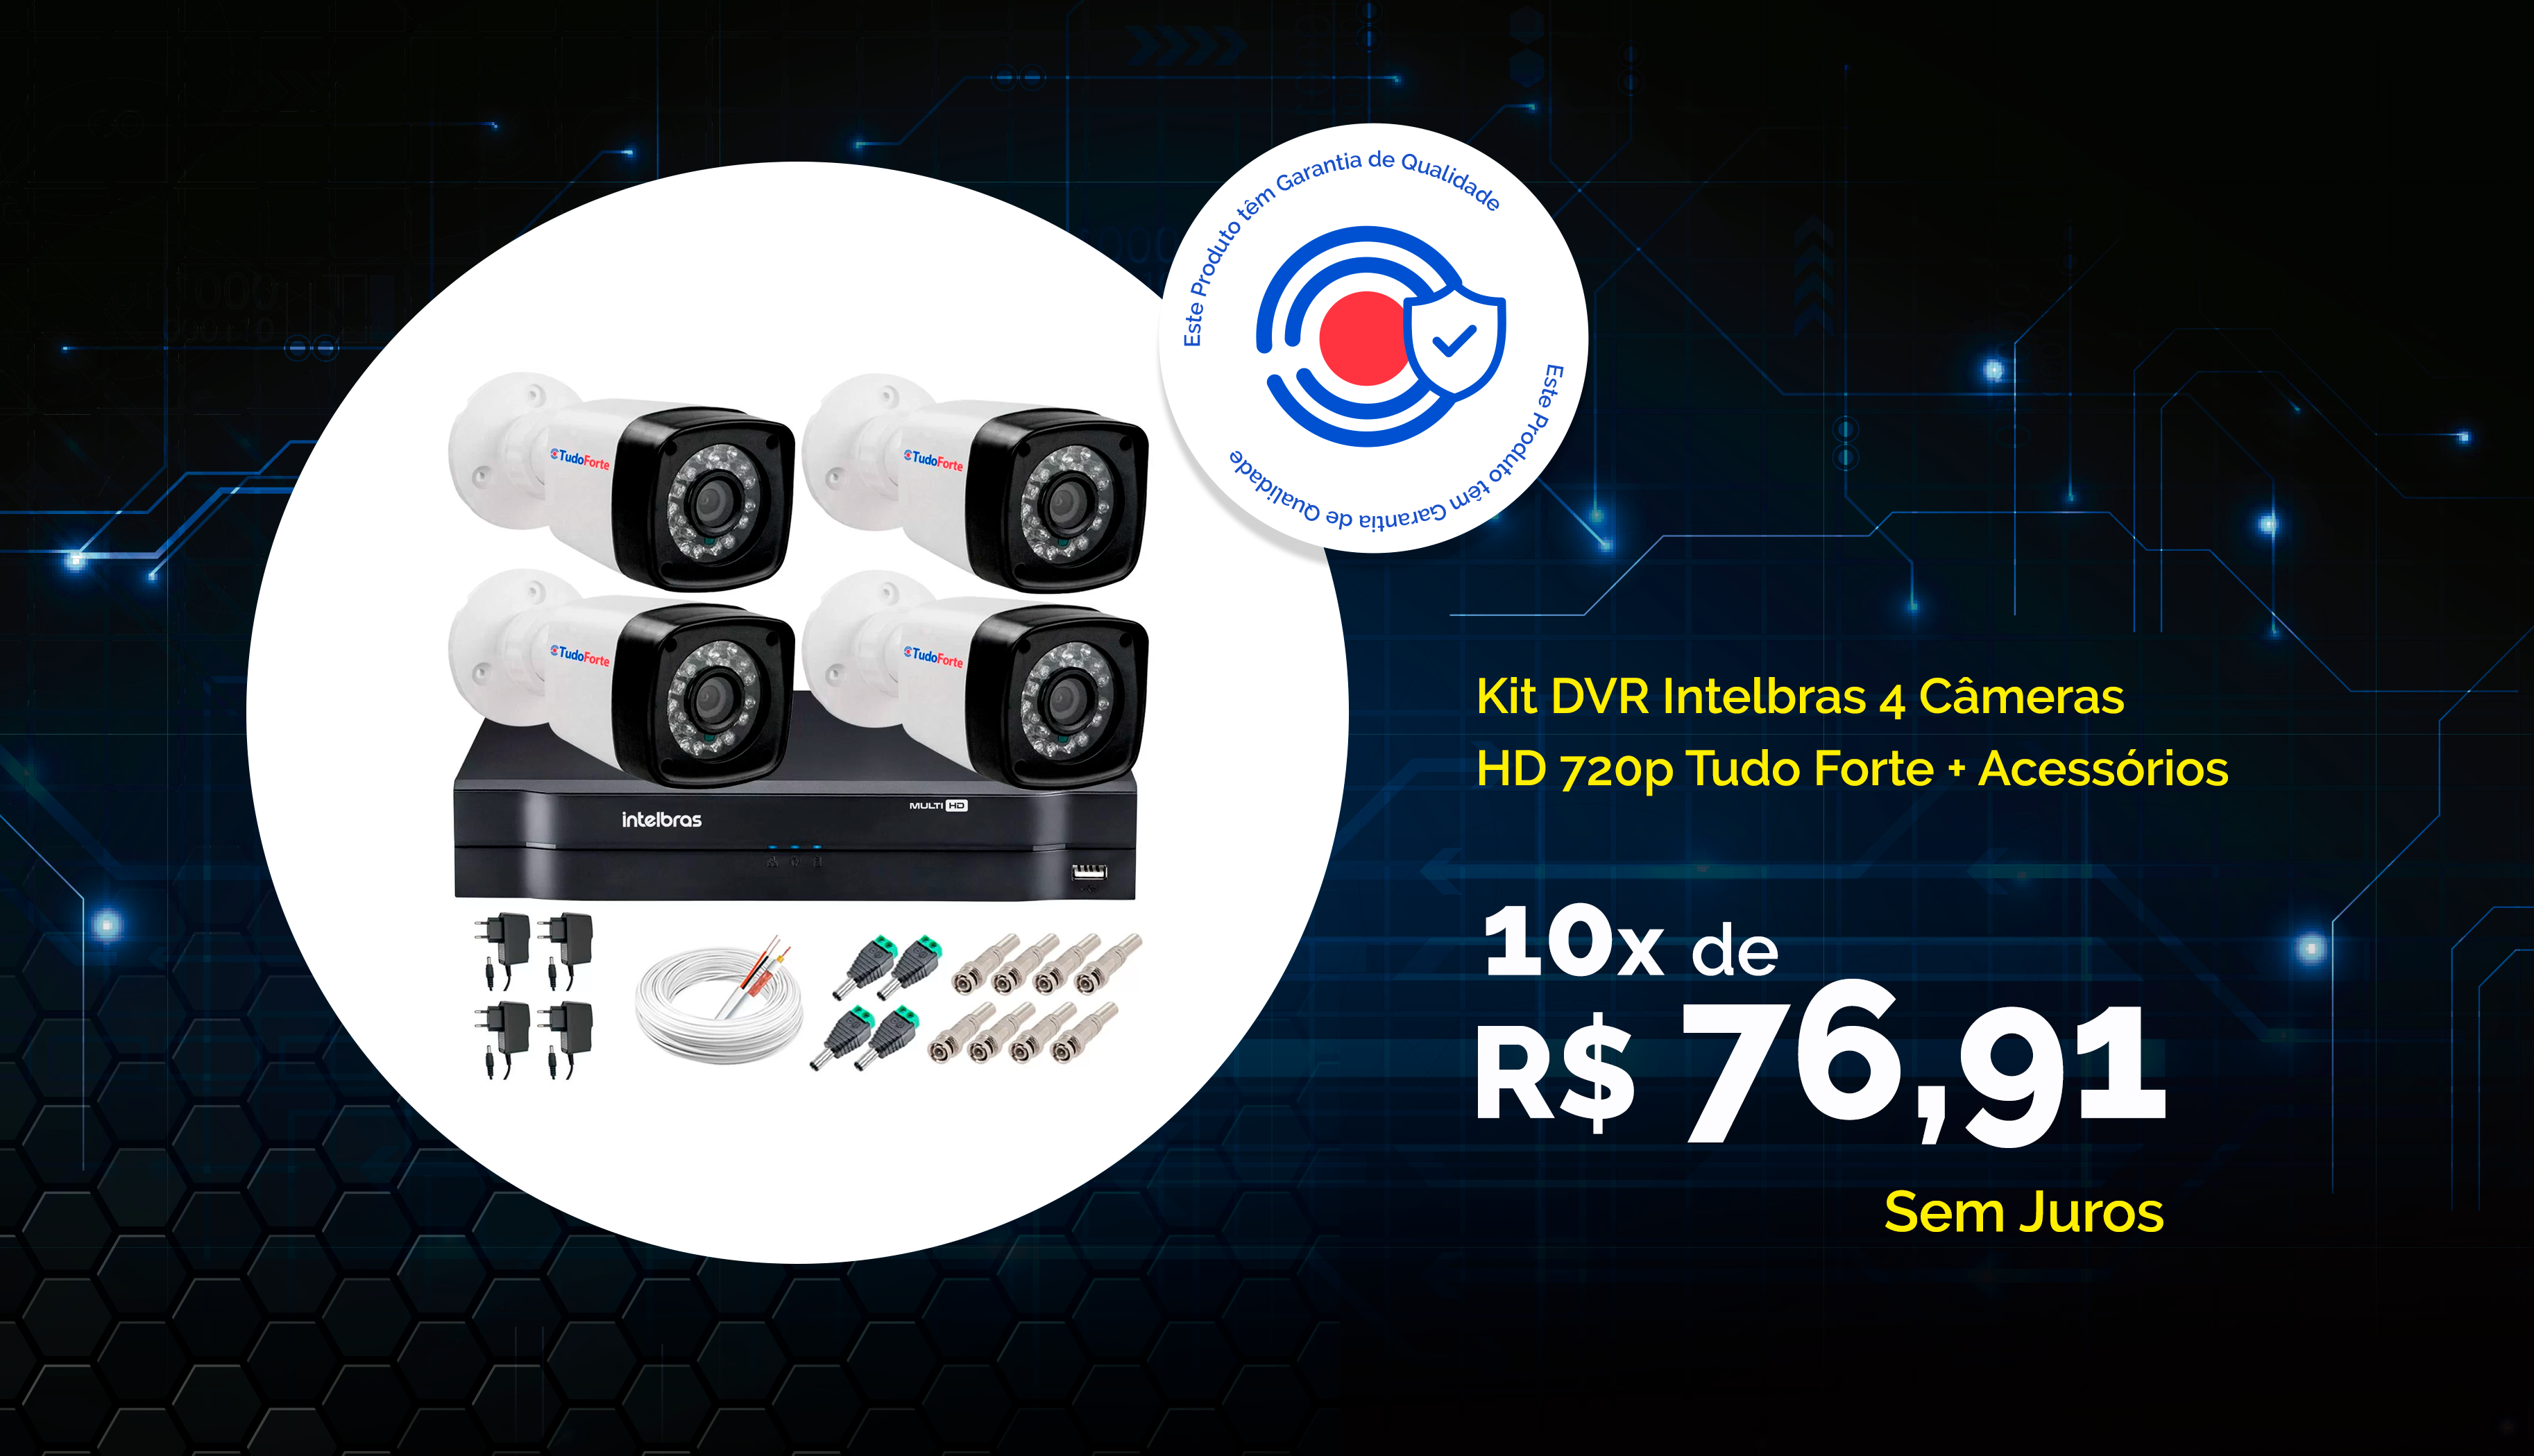 Este Produto têm Garantia de Qualidade
Este Produto têm Garantia de Qualidade
TudoForte
TudoForte
TudoForte
TudoForte
intelbras
MULTI HD
Kit DVR Intelbras 4 Câmeras
HD 720p Tudo Forte + Acessórios
10x de
R$ 76,91
Sem Juros